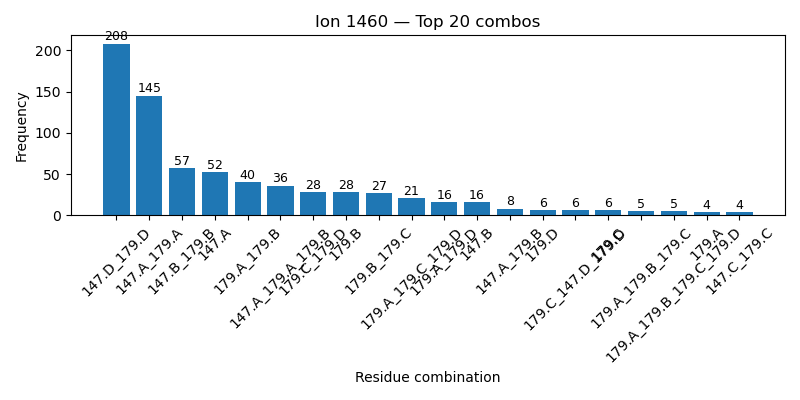 Ion 1460 — Top 20 combos
Frequency
200
150
100
50
0
208
145
57
52
40
36
28
28
27
21
16
16
8
6
6
6
5
5
4
4
147.D_179.D
147.A_179.A
147.B_179.B
147.A
179.A_179.B
147.A_179.A_179.B
179.C_179.D
179.B
179.B_179.C
179.A_179.C_179.D
179.A_179.D
147.B
147.A_179.B
179.D
179.C_147.D_179.D
179.C
179.A_179.B_179.C
179.A_179.B_179.C_179.D
179.A
147.C_179.C
Residue combination